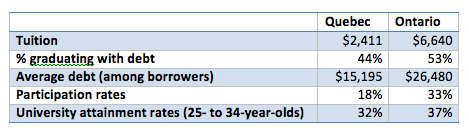 Quebec Ontario
Tuition $2,411 $6,640
% graduating with debt 44% 53%
Average debt (among borrowers) $15,195 $26,480
Participation rates 18% 33%
University attainment rates (25- to 34-year-olds) 32% 37%